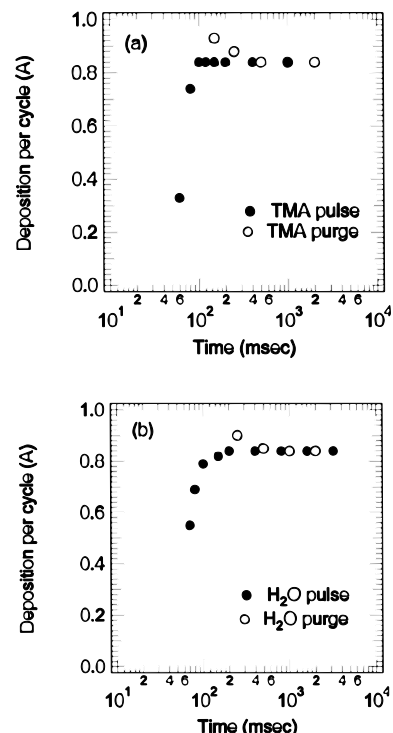 (a)
Deposition per cycle (A)
1.0
0.8
0.6
0.4
0.2
0.0
TMA pulse
TMA purge
2 4 6 2 4 6 2 4 6
10¹ 10² 10³ 10⁴
Time (msec)
(b)
Deposition per cycle (A)
1.0
0.8
0.6
0.4
0.2
0.0
H₂O pulse
H₂O purge
2 4 6 2 4 6 2 4 6
10¹ 10² 10³ 10⁴
Time (msec)